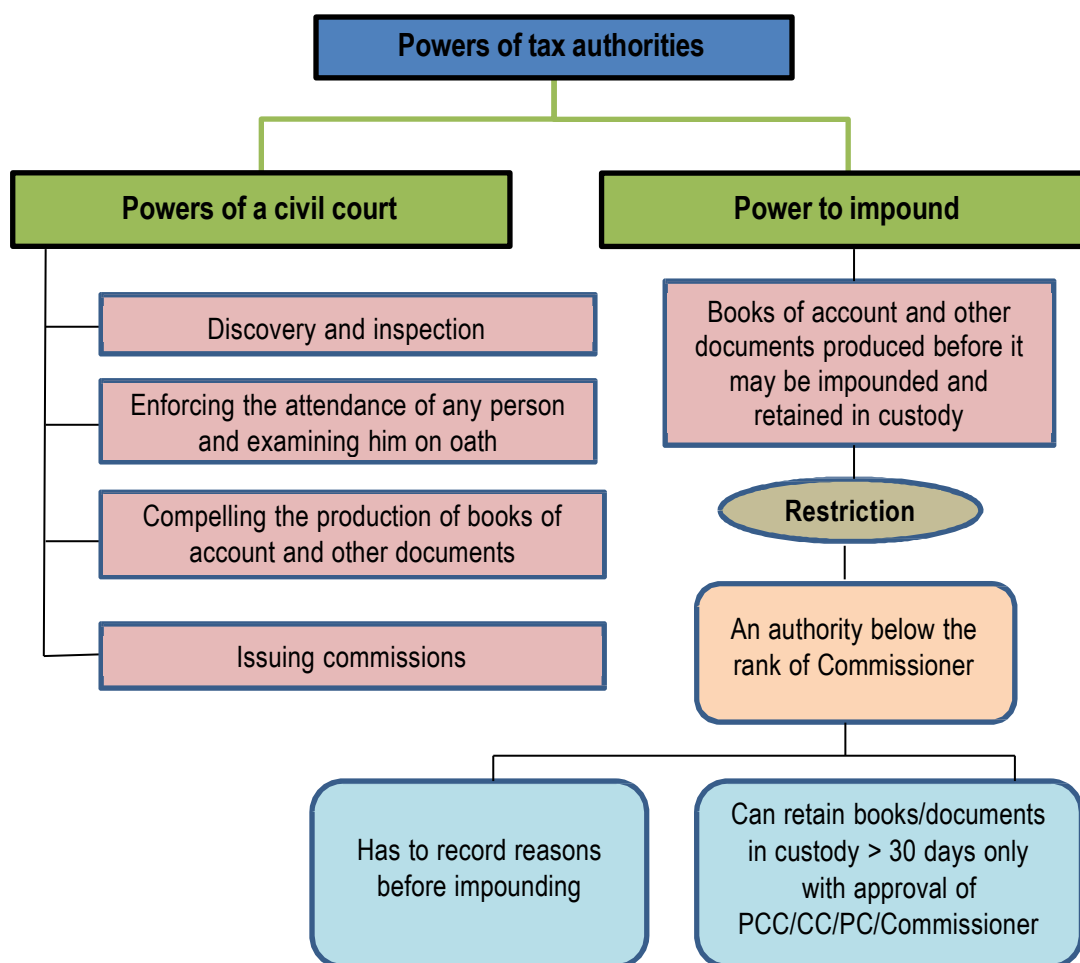 Powers of tax authorities
Powers of a civil court
Discovery and inspection
Enforcing the attendance of any person
and examining him on oath
Compelling the production of books of
account and other documents
Issuing commissions
Power to impound
Books of account and other
documents produced before it
may be impounded and
retained in custody
Restriction
An authority below the
rank of Commissioner
Has to record reasons
before impounding
Can retain books/documents
in custody > 30 days only
with approval of
PCC/CC/PC/Commissioner